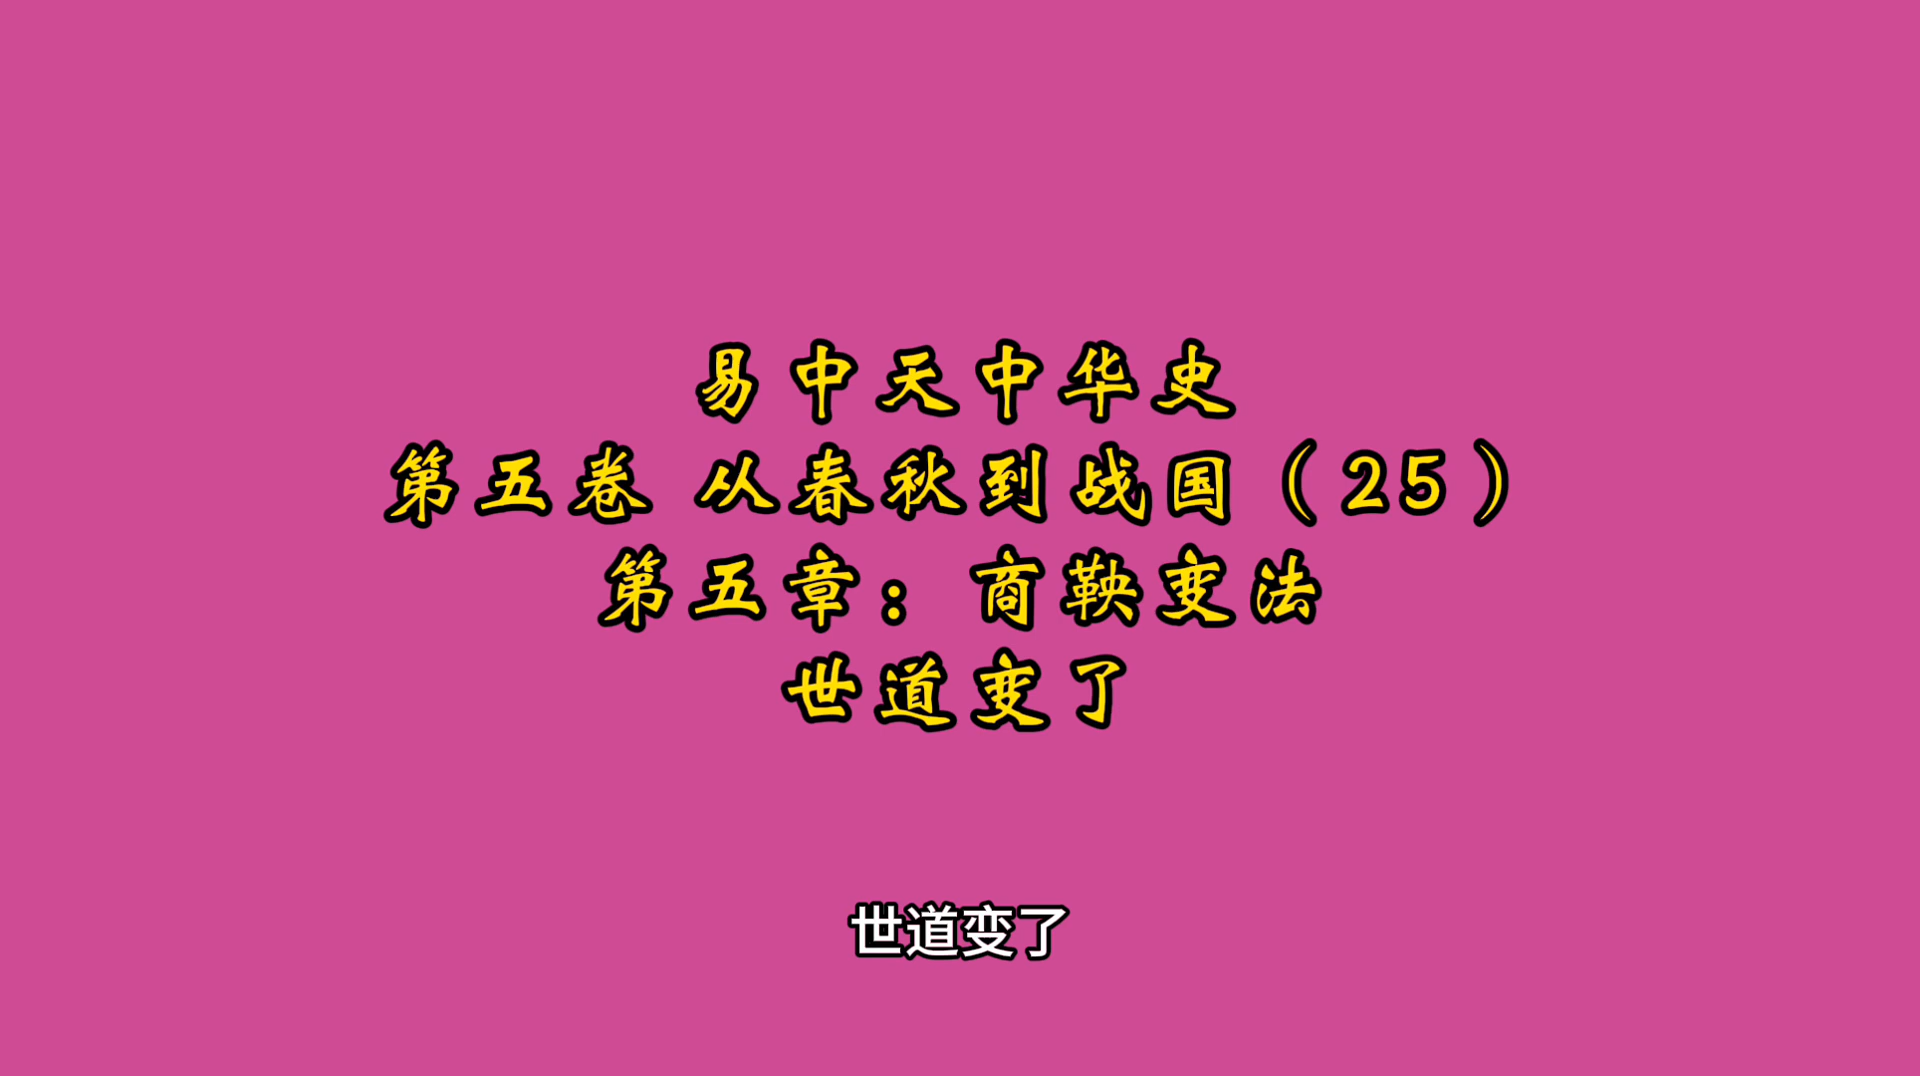 易中天中华史
第五卷 从春秋到战国（25）
第五章：商鞅变法
世道变了
世道变了